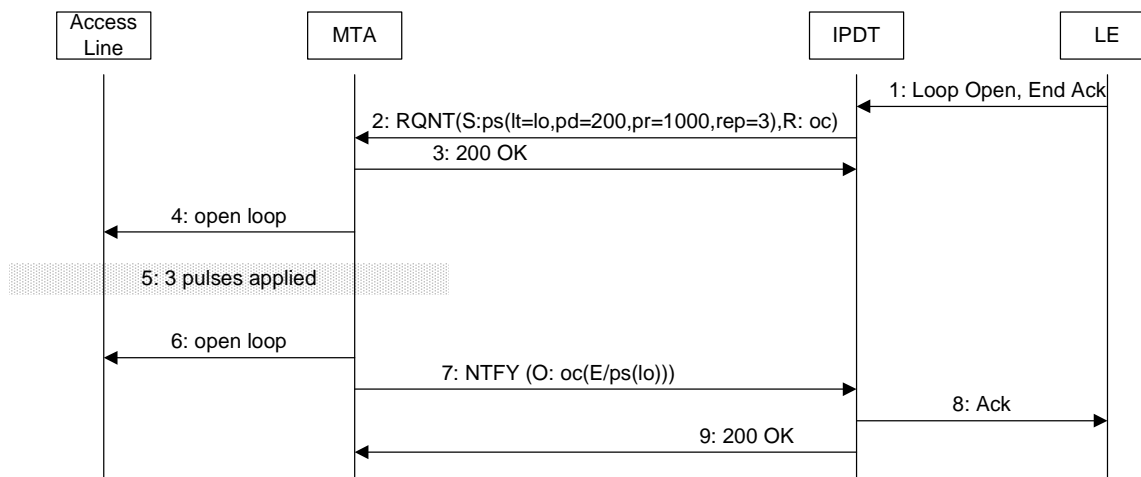 Access
Line
MTA
IPDT
LE
1: Loop Open, End Ack
2: RQNT(S:ps(lt=lo,pd=200,pr=1000,rep=3),R: oc)
3: 200 OK
4: open loop
5: 3 pulses applied
6: open loop
7: NTFY (O: oc(E/ps(lo)))
8: Ack
9: 200 OK